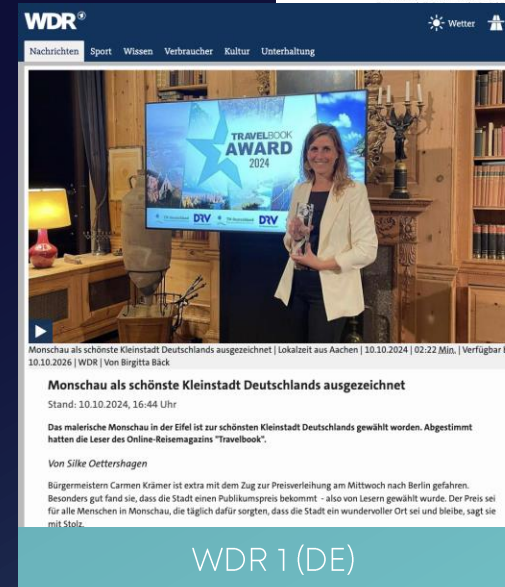 WDR®
Wetter
Nachrichten Sport Wissen Verbraucher Kultur Unterhaltung
TRAVELBOOK
AWARD
2024
DRV
DRV
Monschau als schönste Kleinstadt Deutschlands ausgezeichnet | Lokalzeit aus Aachen | 10.10.2024 | 02:22 Min. | Verfügbar
10.10.2026 | WDR | Von Birgitta Bäck
Monschau als schönste Kleinstadt Deutschlands ausgezeichnet
Stand: 10.10.2024, 16:44 Uhr
Das malerische Monschau in der Eifel ist zur schönsten Kleinstadt Deutschlands gewählt worden. Abgestimmt
hatten die Leser des Online-Reisemagazins "Travelbook".
Von Silke Oettershagen
Bürgermeistern Carmen Krämer ist extra mit dem Zug zur Preisverleihung am Mittwoch nach Berlin gefahren.
Besonders gut fand sie, dass die Stadt einen Publikumspreis bekommt - also von Lesern gewählt wurde. Der Preis sei
für alle Menschen in Monschau, die täglich dafür sorgten, dass die Stadt ein wundervoller Ort sei und bleibe, sagt sie
mit Stolz.
WDR 1 (DE)